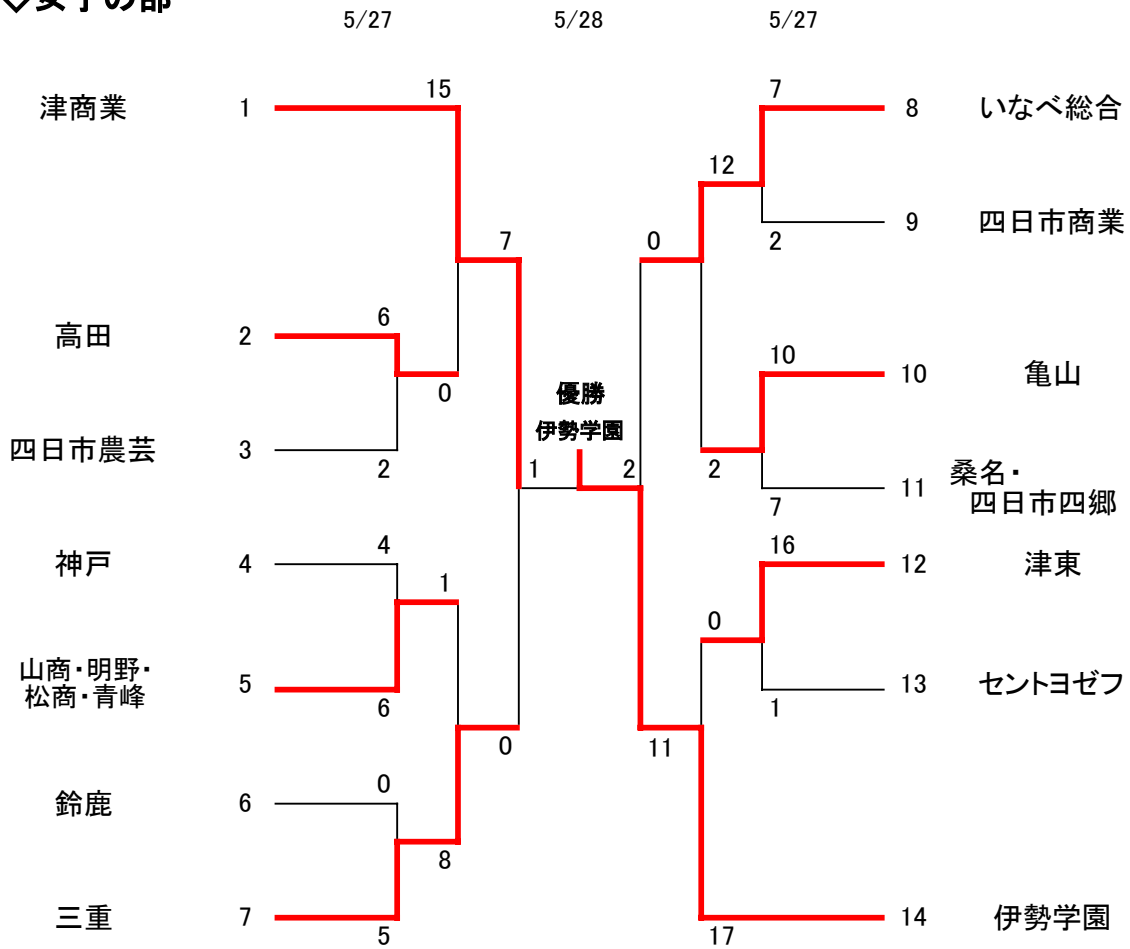 ◇女子の部
5/27
5/28
5/27
津商業
1
15
7
8
いなべ総合
12
9
四日市商業
2
7
0
高田
2
6
0
10
10
亀山
優勝
伊勢学園
四日市農芸
3
2
1
2
2
7
11
桑名・
四日市四郷
神戸
4
4
1
16
12
津東
0
山商・明野・
松商・青峰
5
6
13
セントヨゼフ
1
0
11
鈴鹿
6
0
8
三重
7
5
17
14
伊勢学園